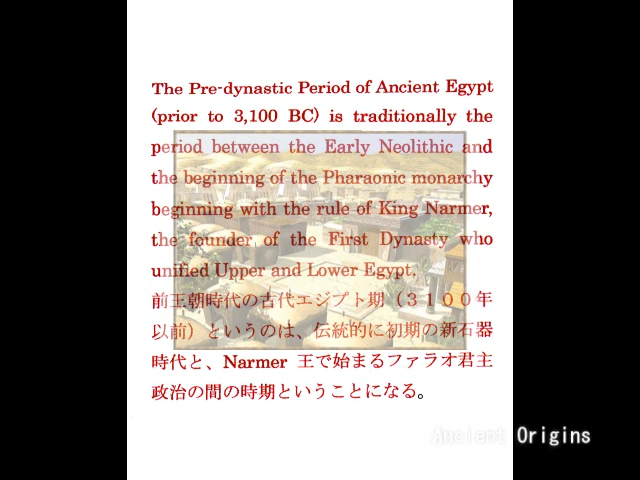 The Pre-dynastic Period of Ancient Egypt
(prior to 3,100 BC) is traditionally the
period between the Early Neolithic and
the beginning of the Pharaonic monarchy
beginning with the rule of King Narmer,
the founder of the First Dynasty who
unified Upper and Lower Egypt.
前王朝時代の古代エジプト期（３１００年
以前）というのは、伝統的に初期の新石器
時代と、Narmer 王で始まるファラオ君主
政治の間の時期ということになる。
Ancient Origins